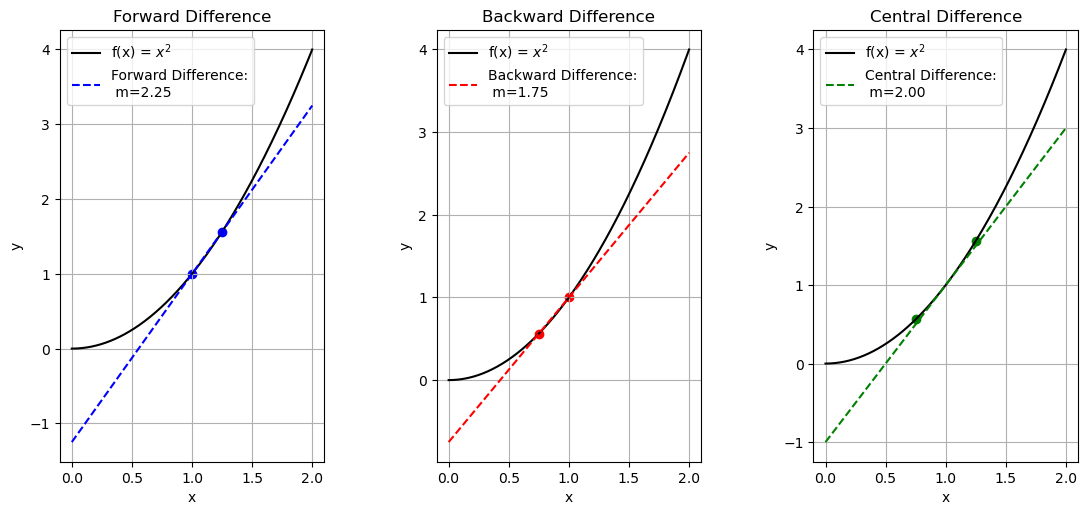 Forward Difference
f(x) = x²
Forward Difference:
m=2.25
4
3
2
1
0
−1
y
0.0 0.5 1.0 1.5 2.0
x
Backward Difference
f(x) = x²
Backward Difference:
m=1.75
4
3
2
1
0
y
0.0 0.5 1.0 1.5 2.0
x
Central Difference
f(x) = x²
Central Difference:
m=2.00
4
3
2
1
0
−1
y
0.0 0.5 1.0 1.5 2.0
x